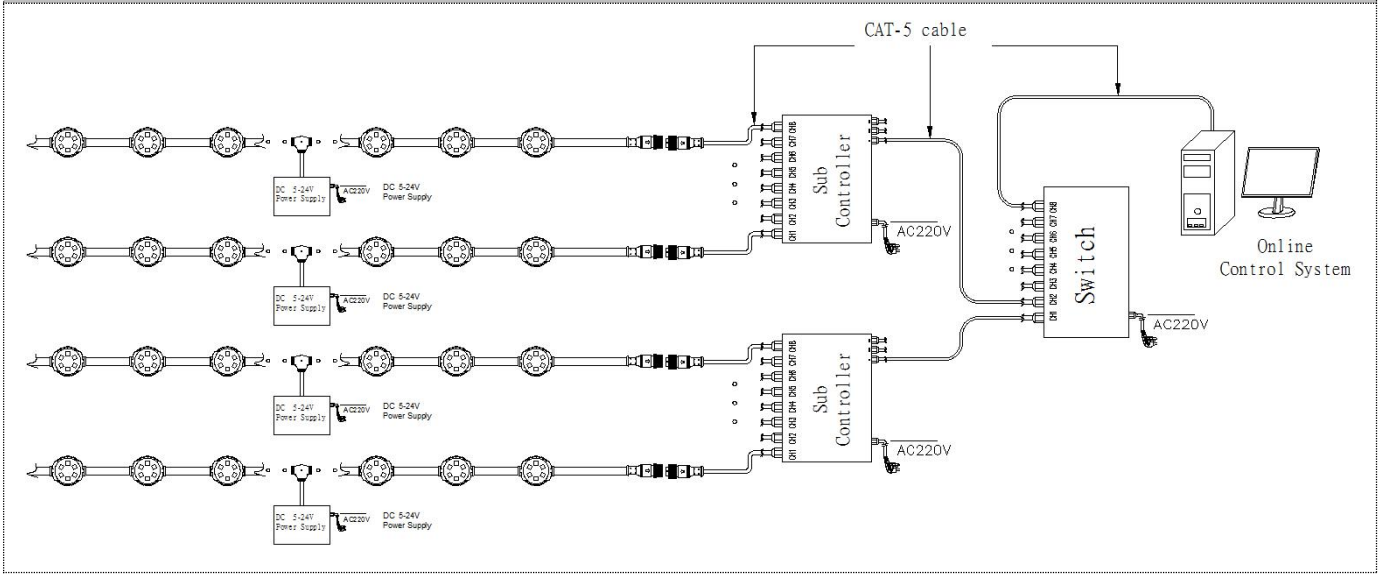 CAT-5 cable
CH8
CH7
CH6
CH5
CH4
CH3
CH2
CH1
Sub
Controller
AC220V
DC 5-24V
Power Supply
AC220V
DC 5-24V
Power Supply
DC 5-24V
Power Supply
AC220V
DC 5-24V
Power Supply
CH8
CH7
CH6
CH5
CH4
CH3
CH2
CH1
Switch
AC220V
Online
Control System
CH8
CH7
CH6
CH5
CH4
CH3
CH2
CH1
Sub
Controller
AC220V
DC 5-24V
Power Supply
AC220V
DC 5-24V
Power Supply
DC 5-24V
Power Supply
AC220V
DC 5-24V
Power Supply